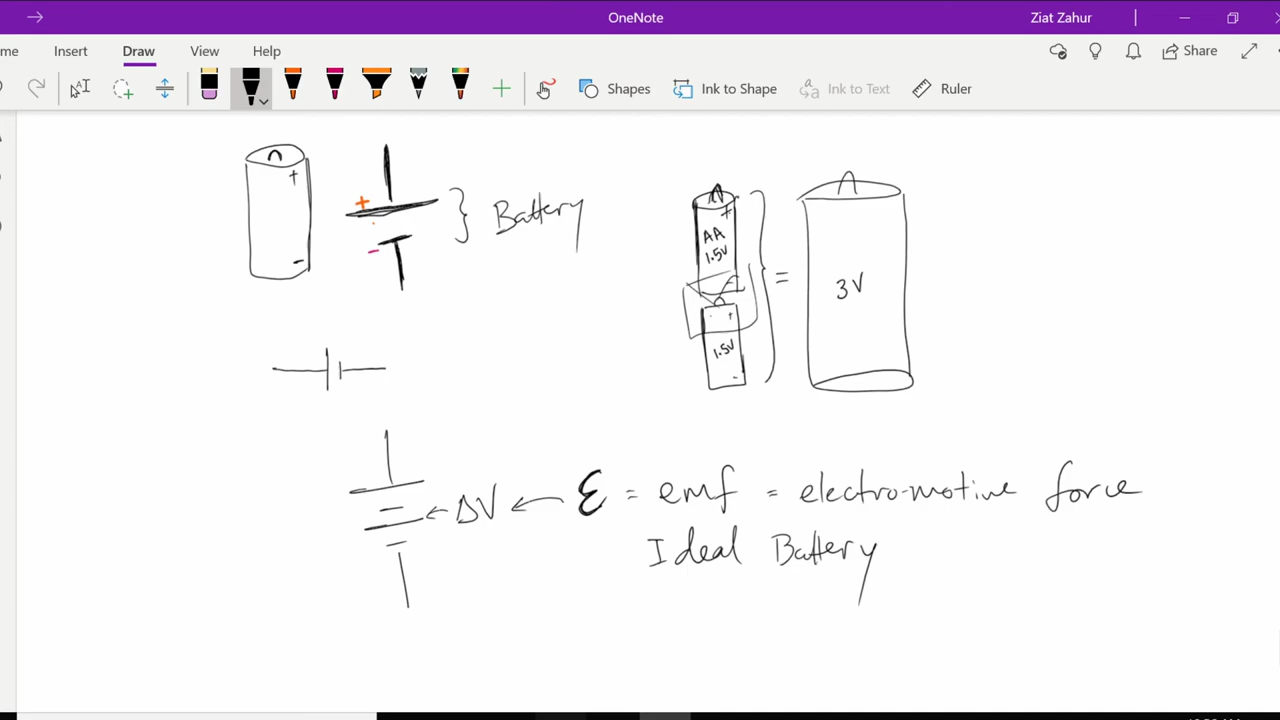 OneNote
Ziat Zahur
me Insert Draw View Help
Share
Shapes
Ink to Shape
Ink to Text
Ruler
+
-
+
-
} Battery
+
AA
1.5V
+
1.5V
-
} =
3V
← ΔV ← ℰ = emf = electro-motive force
Ideal Battery